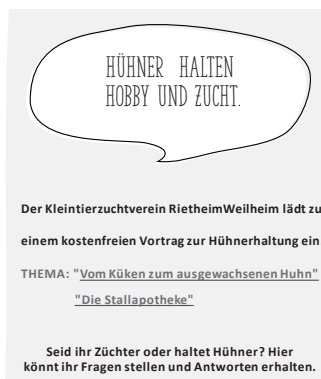 HÜHNER HALTEN
HOBBY UND ZUCHT.
Der Kleintierzuchtverein RietheimWeilheim lädt zu
einem kostenfreien Vortrag zur Hühnerhaltung ein
THEMA: "Vom Küken zum ausgewachsenen Huhn"
"Die Stallapotheke"
Seid ihr Züchter oder haltet Hühner? Hier
könnt ihr Fragen stellen und Antworten erhalten.